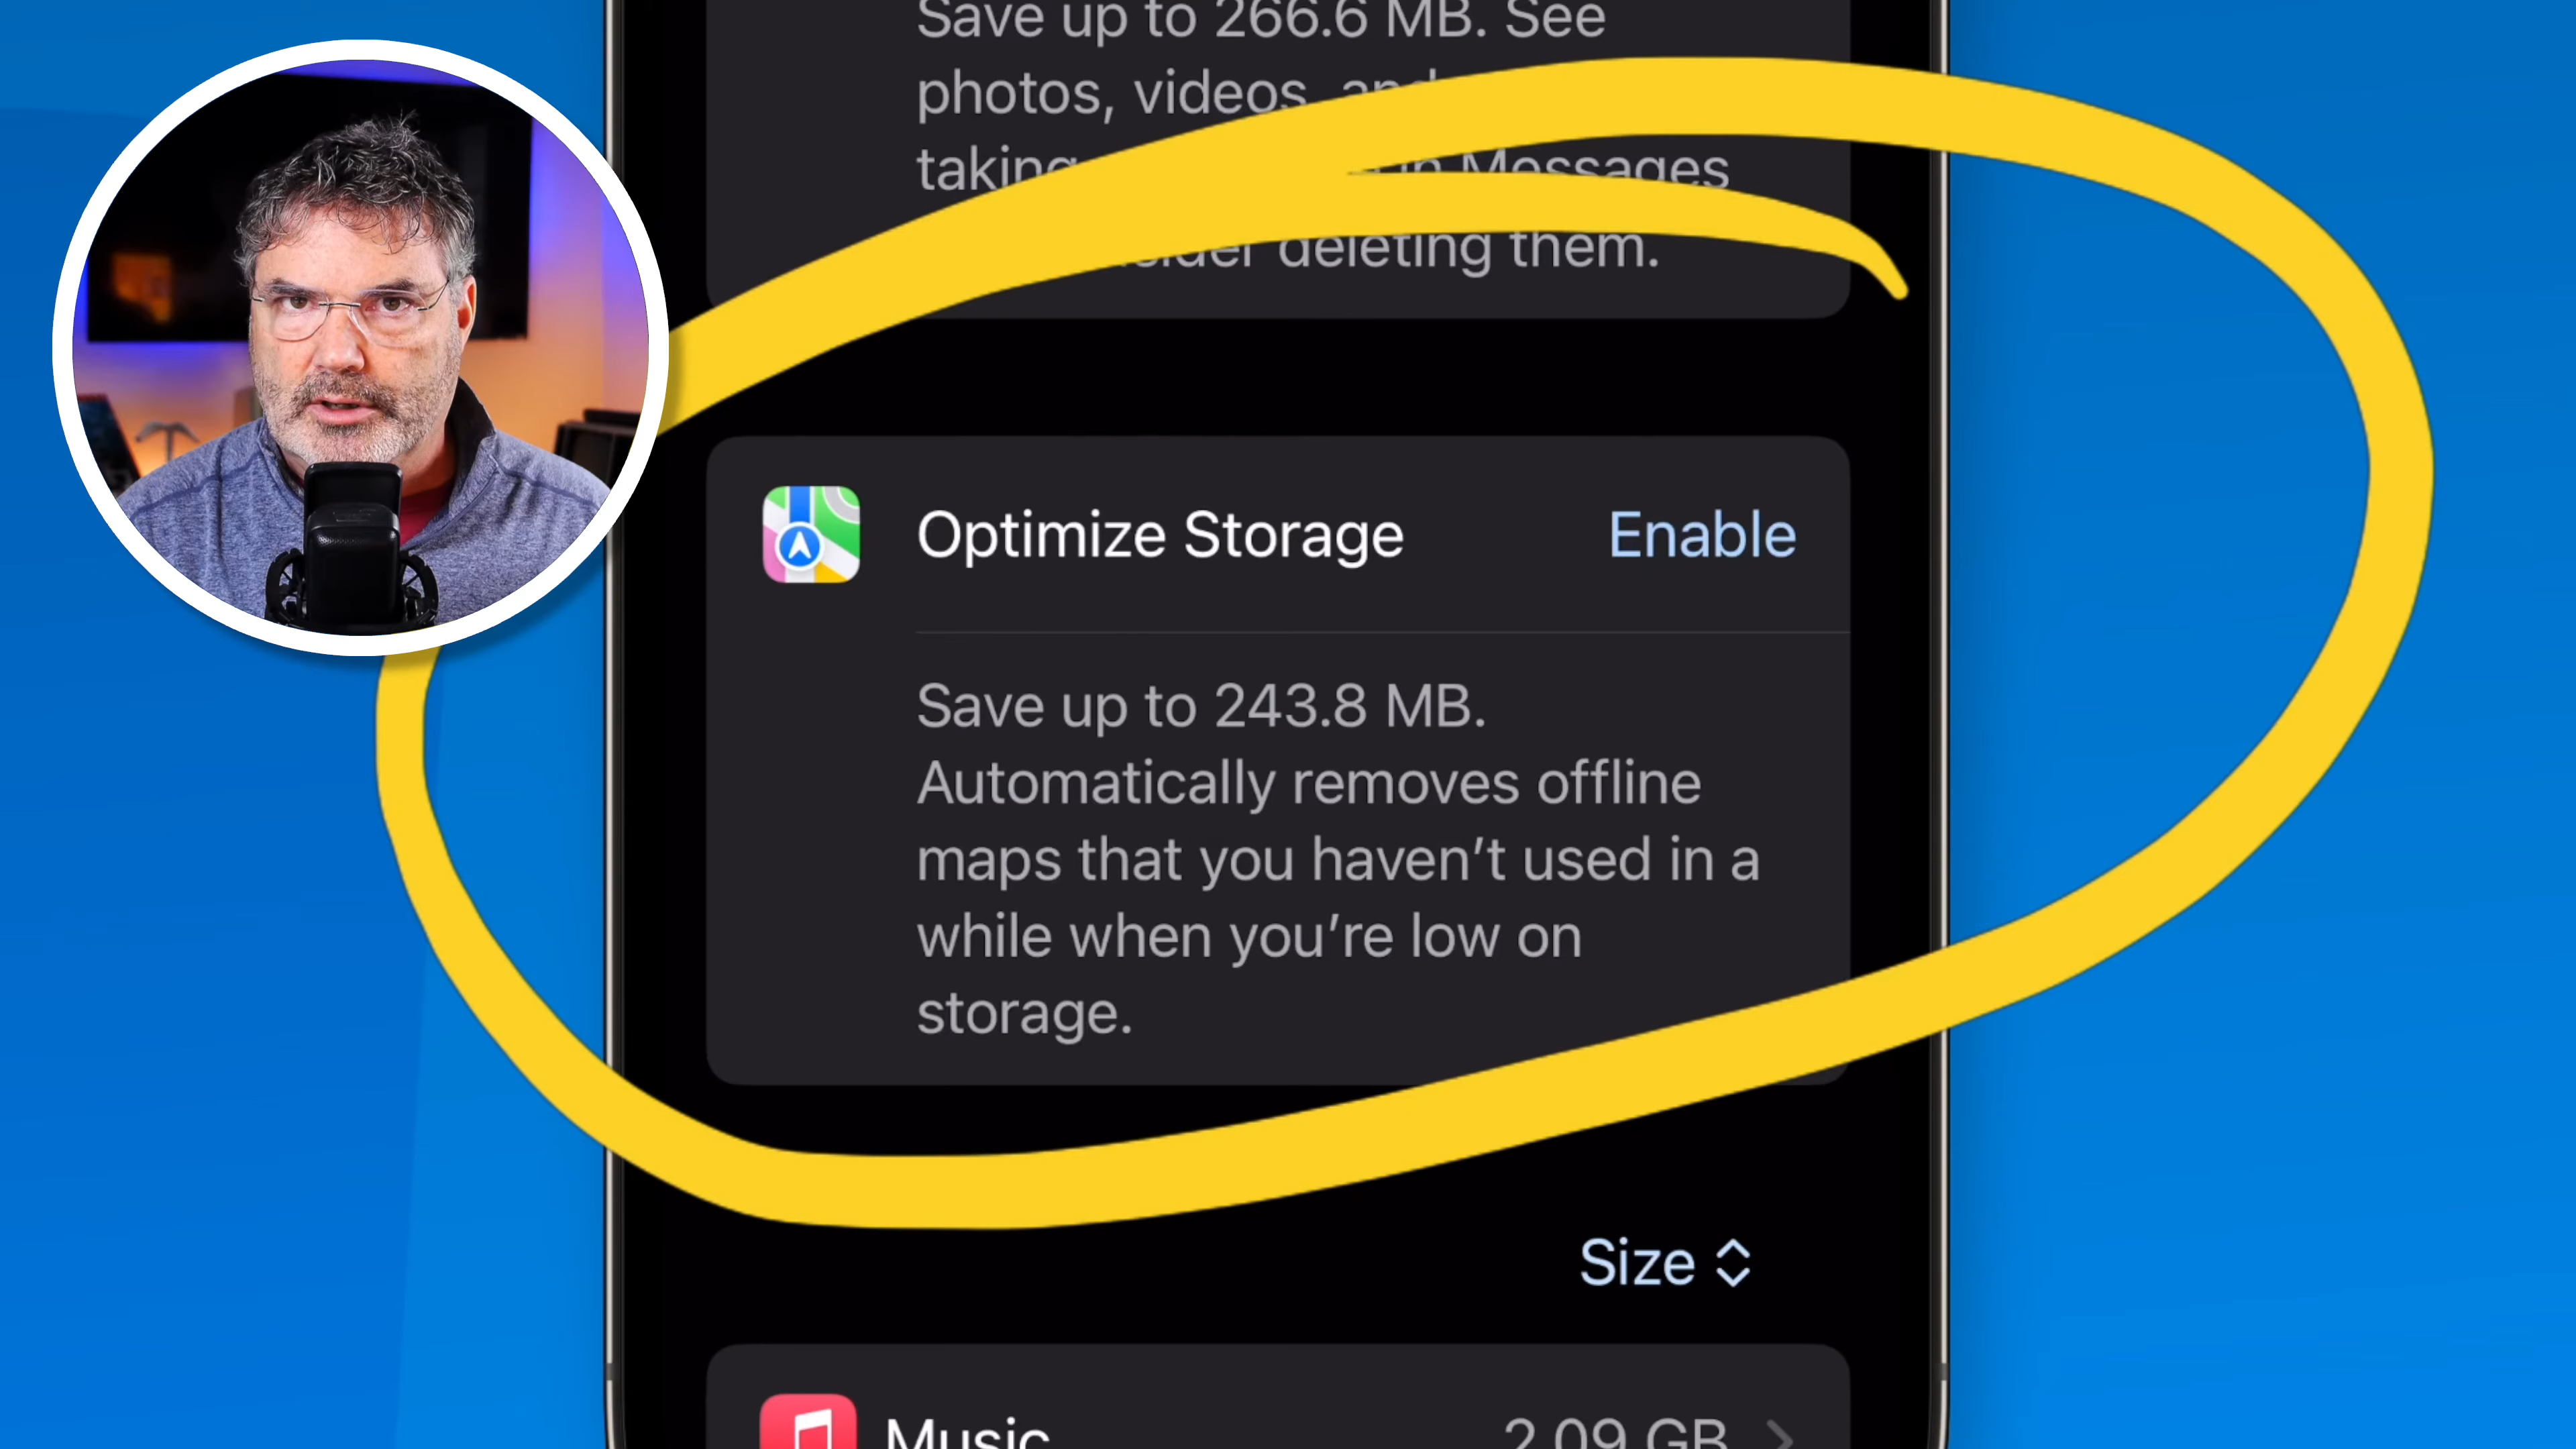 Save up to 266.6 MB. See
photos, videos, and
taking in Messages
deleting them.
Optimize Storage Enable
Save up to 243.8 MB.
Automatically removes offline
maps that you haven’t used in a
while when you’re low on
storage.
Size
Music 2.09 GB